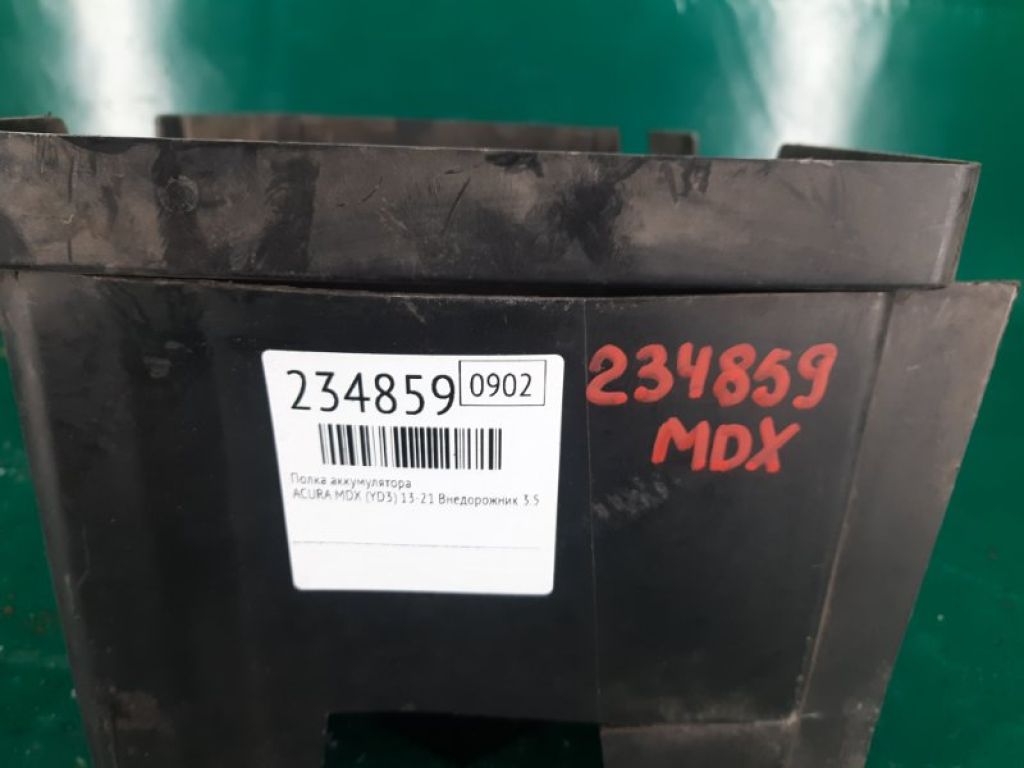 234859 0902
Полка аккумулятора
ACURA MDX (YD3) 13-21 Внедорожник 3.5
234859
MDX